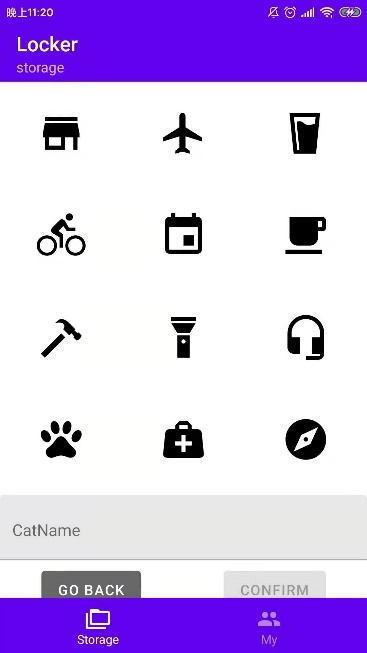 晚上11:20
Locker
storage
CatName
GO BACK
CONFIRM
Storage
My